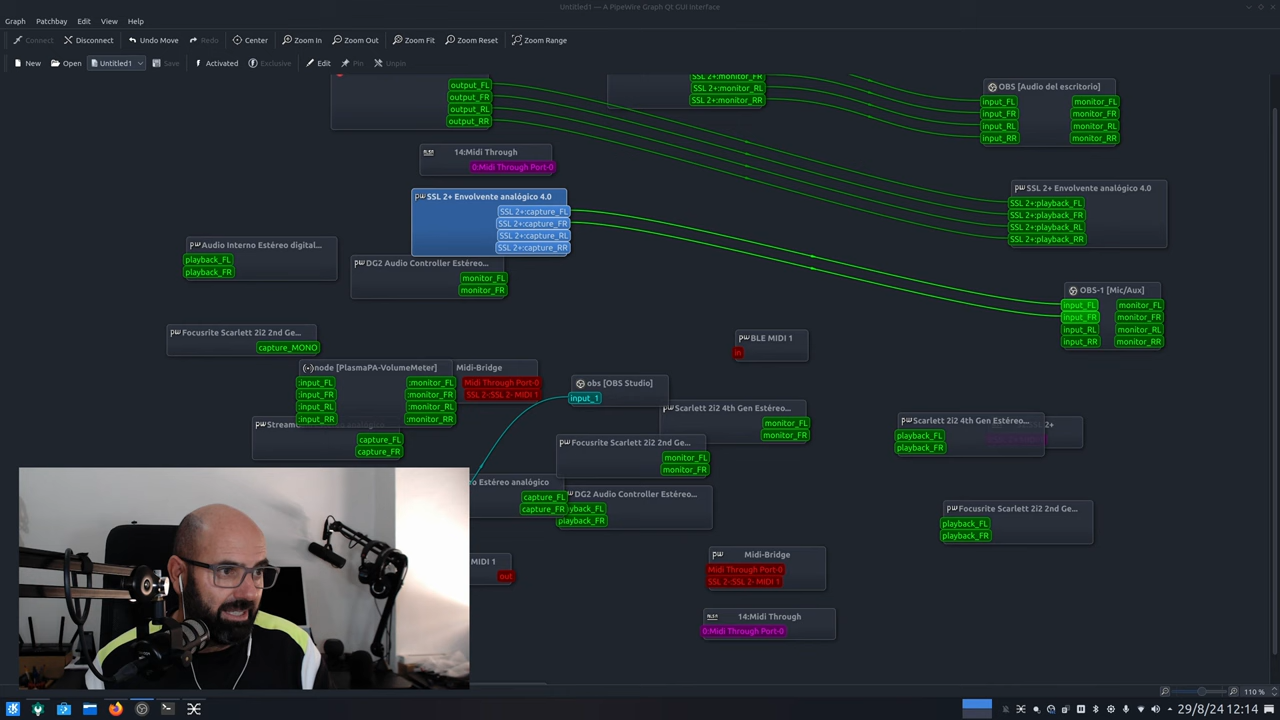 Untitled1 — A PipeWire Graph Qt GUI Interface
Graph Patchbay Edit View Help
Connect Disconnect Undo Move Redo Center Zoom In Zoom Out Zoom Fit Zoom Reset Zoom Range
New Open Untitled1 Save Activated Exclusive Edit Pin Unpin
output_FL
output_FR
output_RL
output_RR
SSL 2+:monitor_FR
SSL 2+:monitor_RL
SSL 2+:monitor_RR
OBS [Audio del escritorio]
input_FL monitor_FL
input_FR monitor_FR
input_RL monitor_RL
input_RR monitor_RR
14:Midi Through
0:Midi Through Port-0
SSL 2+ Envolvente analógico 4.0
SSL 2+:capture_FL
SSL 2+:capture_FR
SSL 2+:capture_RL
SSL 2+:capture_RR
SSL 2+ Envolvente analógico 4.0
SSL 2+:playback_FL
SSL 2+:playback_FR
SSL 2+:playback_RL
SSL 2+:playback_RR
Audio Interno Estéreo digital...
playback_FL
playback_FR
DG2 Audio Controller Estéreo...
monitor_FL
monitor_FR
OBS-1 [Mic/Aux]
input_FL monitor_FL
input_FR monitor_FR
input_RL monitor_RL
input_RR monitor_RR
Focusrite Scarlett 2i2 2nd Ge...
capture_MONO
BLE MIDI 1
in
node [PlasmaPA-VolumeMeter]
:input_FL :monitor_FL
:input_FR :monitor_FR
:input_RL :monitor_RL
:input_RR :monitor_RR
Midi-Bridge
Midi Through Port-0
SSL 2-:SSL 2- MIDI 1
obs [OBS Studio]
input_1
Scarlett 2i2 4th Gen Estéreo...
monitor_FL
monitor_FR
Scarlett 2i2 4th Gen Estéreo...
playback_FL
playback_FR
2+
Stream
capture_FL
capture_FR
Focusrite Scarlett 2i2 2nd Ge...
monitor_FL
monitor_FR
o Estéreo analógico
capture_FL
capture_FR
DG2 Audio Controller Estéreo...
yback_FL
playback_FR
Focusrite Scarlett 2i2 2nd Ge...
playback_FL
playback_FR
MIDI 1
out
Midi-Bridge
Midi Through Port-0
SSL 2-:SSL 2- MIDI 1
14:Midi Through
0:Midi Through Port-0
110 %
29/8/24 12:14